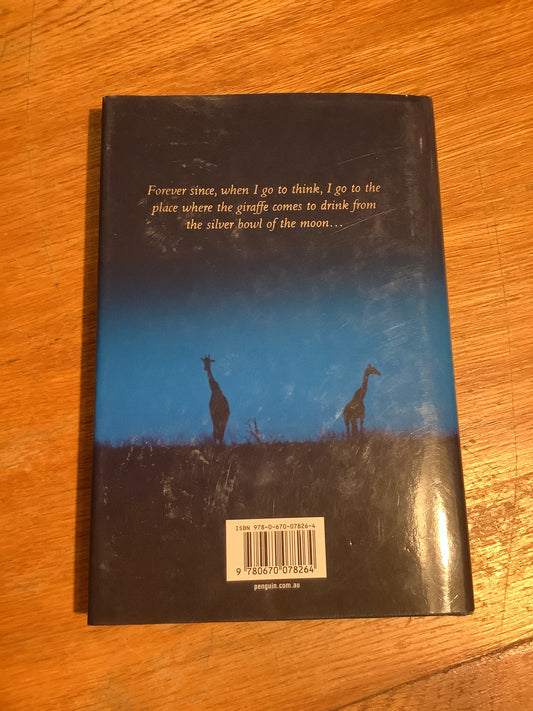 Forever since, when I go to think, I go to the
place where the giraffe comes to drink from
the silver bowl of the moon…
ISBN 978-0-670-07826-4
9 780670 078264
penguin.com.au